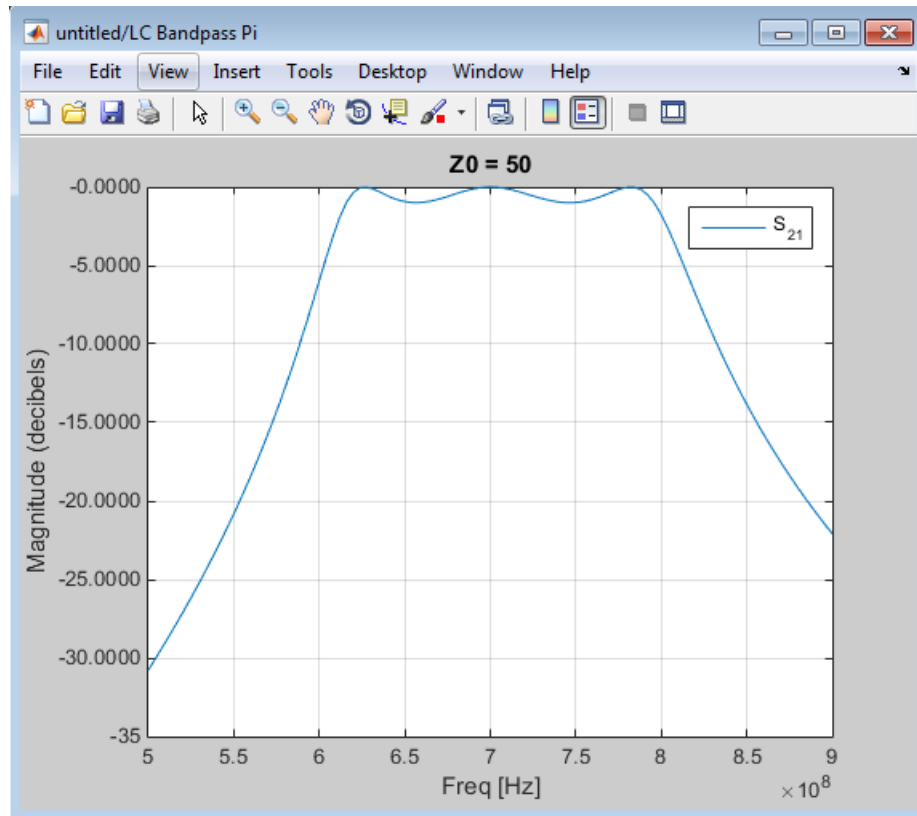 untitled/LC Bandpass Pi
File Edit View Insert Tools Desktop Window Help
Z0 = 50
-0.0000
-5.0000
-10.0000
-15.0000
-20.0000
-25.0000
-30.0000
-35
Magnitude (decibels)
S21
5 5.5 6 6.5 7 7.5 8 8.5 9
Freq [Hz]
× 10^8